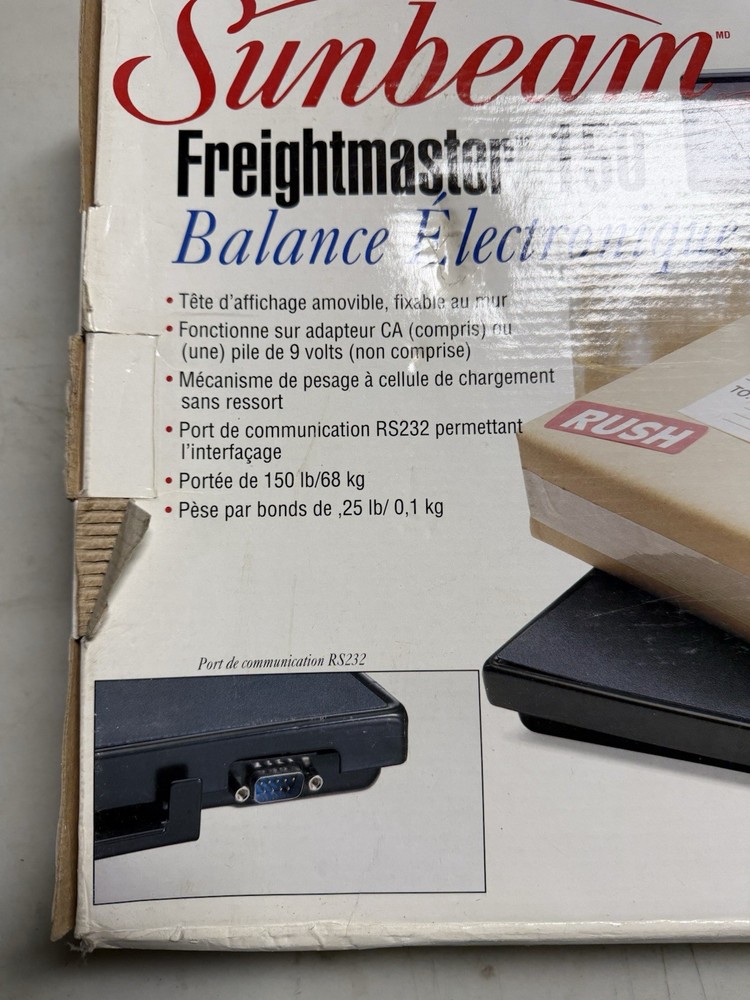 Sunbeam MD
Freightmaster 150
Balance Électronique
• Tête d'affichage amovible, fixable au mur
• Fonctionne sur adapteur CA (compris) ou
(une) pile de 9 volts (non comprise)
• Mécanisme de pesage à cellule de chargement
sans ressort
• Port de communication RS232 permettant
l'interfaçage
• Portée de 150 lb/68 kg
• Pèse par bonds de ,25 lb/ 0,1 kg
TO
RUSH
Port de communication RS232